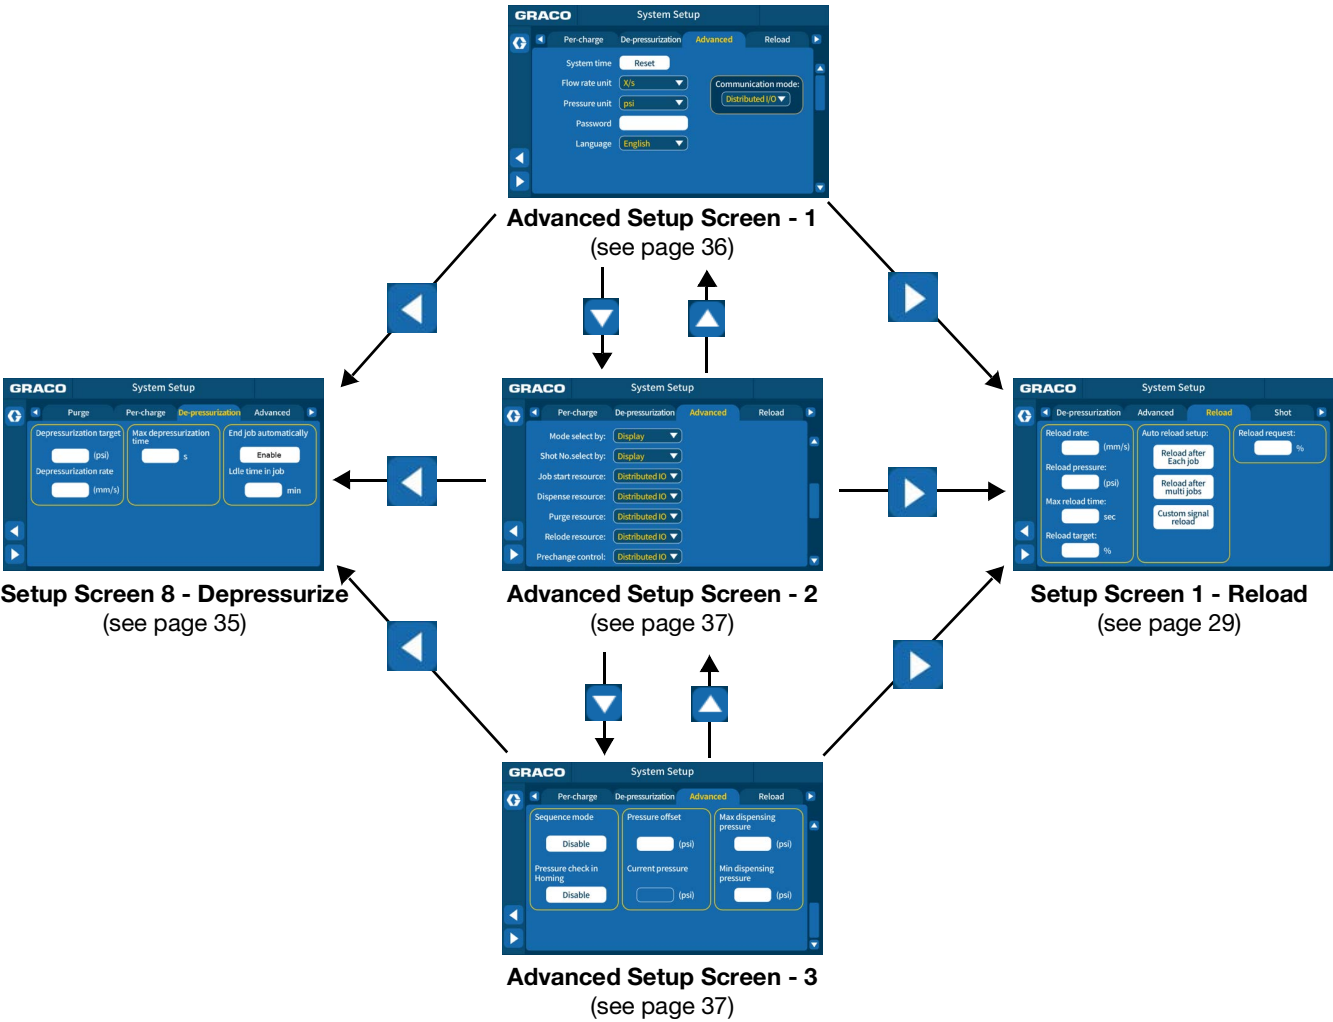 GRACO System Setup
Per-charge De-pressurization Advanced Reload
System time Reset
Flow rate unit X/s
Pressure unit psi
Password
Language English
Communication mode:
Distributed I/O
Advanced Setup Screen - 1
(see page 36)
GRACO System Setup
Purge Per-charge De-pressurization Advanced
Depressurization target
(psi)
Depressurization rate
(mm/s)
Max depressurization
time
s
End job automatically
Enable
Ldle time in job
min
Setup Screen 8 - Depressurize
(see page 35)
GRACO System Setup
Per-charge De-pressurization Advanced Reload
Mode select by: Display
Shot No.select by: Display
Job start resource: Distributed IO
Dispense resource: Distributed IO
Purge resource: Distributed IO
Relode resource: Distributed IO
Prechange control: Distributed IO
Advanced Setup Screen - 2
(see page 37)
GRACO System Setup
De-pressurization Advanced Reload Shot
Reload rate:
(mm/s)
Reload pressure:
(psi)
Max reload time:
sec
Reload target:
%
Auto reload setup:
Reload after
Each job
Reload after
multi jobs
Custom signal
reload
Reload request:
%
Setup Screen 1 - Reload
(see page 29)
GRACO System Setup
Per-charge De-pressurization Advanced Reload
Sequence mode
Disable
Pressure check in
Homing
Disable
Pressure offset
(psi)
Current pressure
(psi)
Max dispensing
pressure
(psi)
Min dispensing
pressure
(psi)
Advanced Setup Screen - 3
(see page 37)